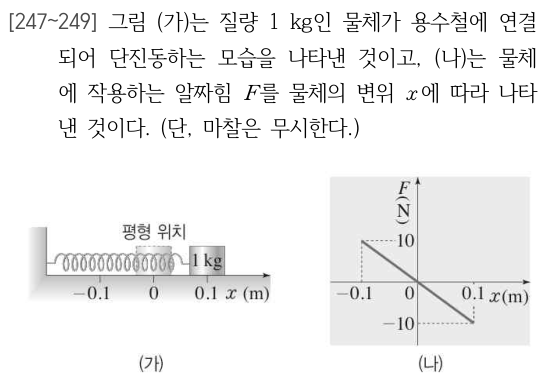 [247~249] 그림 (가)는 질량 1 kg인 물체가 용수철에 연결
되어 단진동하는 모습을 나타낸 것이고, (나)는 물체
에 작용하는 알짜힘 F를 물체의 변위 x에 따라 나타
낸 것이다. (단, 마찰은 무시한다.)
평형 위치
1 kg
−0.1 0 0.1 x (m)
(가)
F
(N)
10
−0.1 0 0.1 x(m)
−10
(나)